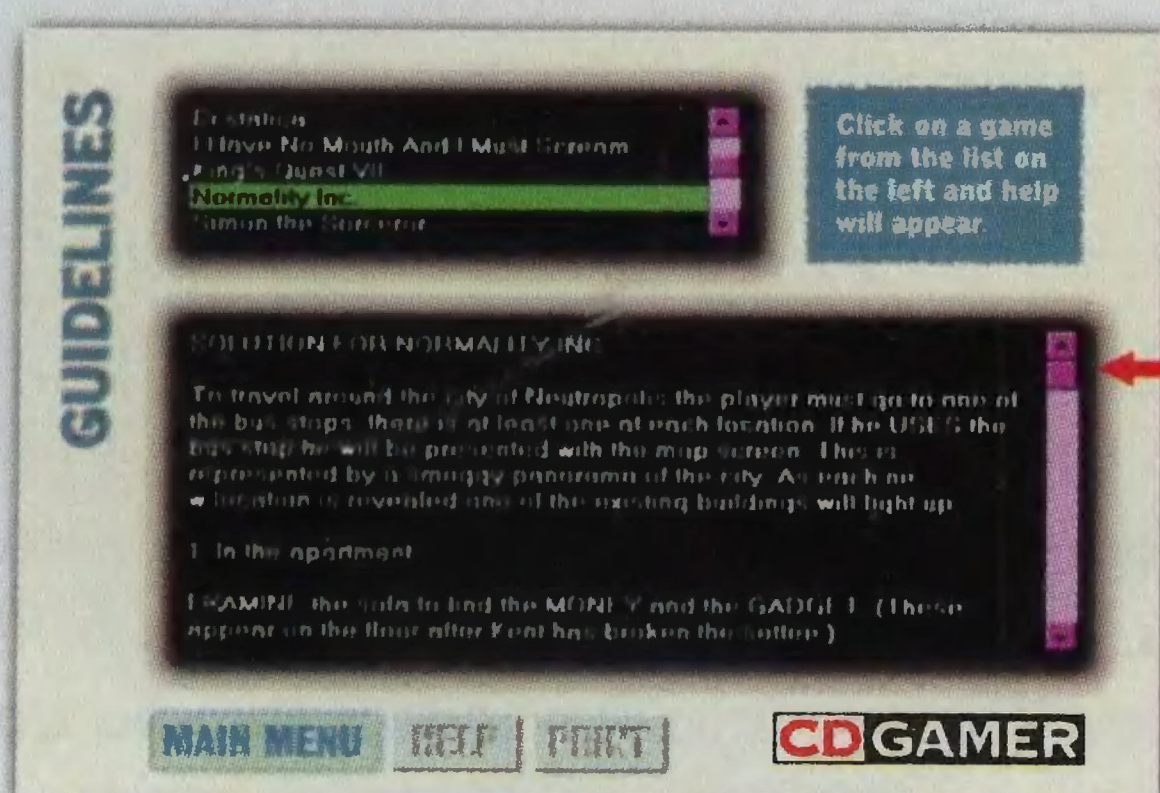 GUIDELINES
I Have No Mouth And I Must Scream
King's Quest VII
Normality Inc.
Simon the Sorceror
Click on a game
from the list on
the left and help
will appear.
SOLUTION FOR NORMALITY INC
To travel around the city of Neutropolis the player must go to one of
the bus stops, there is at least one at each location. If he USES the
bus stop he will be presented with the map screen. This is
represented by a smoggy panorama of the city. As each ne
w location is revealed one of the existing buildings will light up
1. In the apartment
EXAMINE the sofa to find the MONEY and the GADGET. (These
appear on the floor after Kent has broken the )
MAIN MENU
HELP
PRINT
CDGAMER